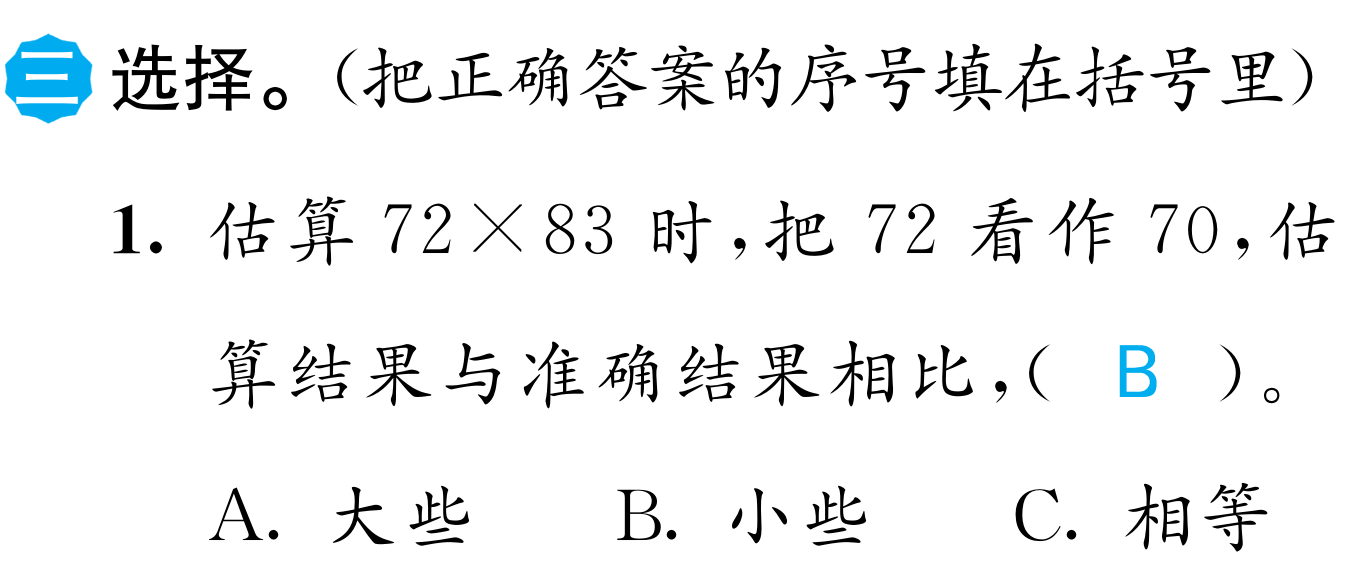 三 选择。(把正确答案的序号填在括号里)
1. 估算 72×83 时,把 72 看作 70,估
算结果与准确结果相比,( B )。
A. 大些 B. 小些 C. 相等